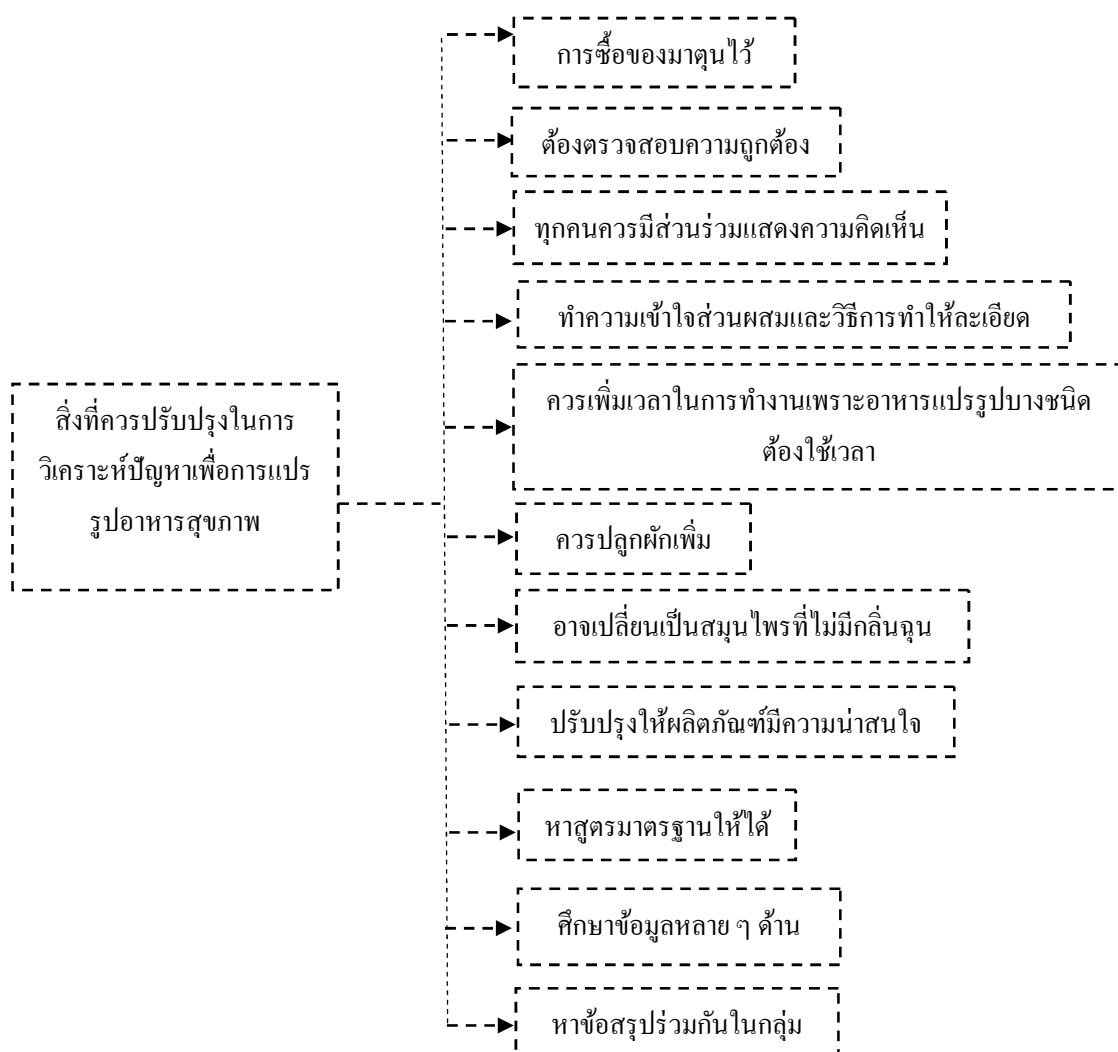 การซื้อของมาตุนไว้
ต้องตรวจสอบความถูกต้อง
ทุกคนควรมีส่วนร่วมแสดงความคิดเห็น
ทำความเข้าใจส่วนผสมและวิธีการทำให้ละเอียด
ควรเพิ่มเวลาในการทำงานเพราะอาหารแปรรูปบางชนิด
ต้องใช้เวลา
สิ่งที่ควรปรับปรุงในการ
วิเคราะห์ปัญหาเพื่อการแปร
รูปอาหารสุขภาพ
ควรปลูกผักเพิ่ม
อาจเปลี่ยนเป็นสมุนไพรที่ไม่มีกลิ่นฉุน
ปรับปรุงให้ผลิตภัณฑ์มีความน่าสนใจ
หาสูตรมาตรฐานให้ได้
ศึกษาข้อมูลหลาย ๆ ด้าน
หาข้อสรุปร่วมกันในกลุ่ม